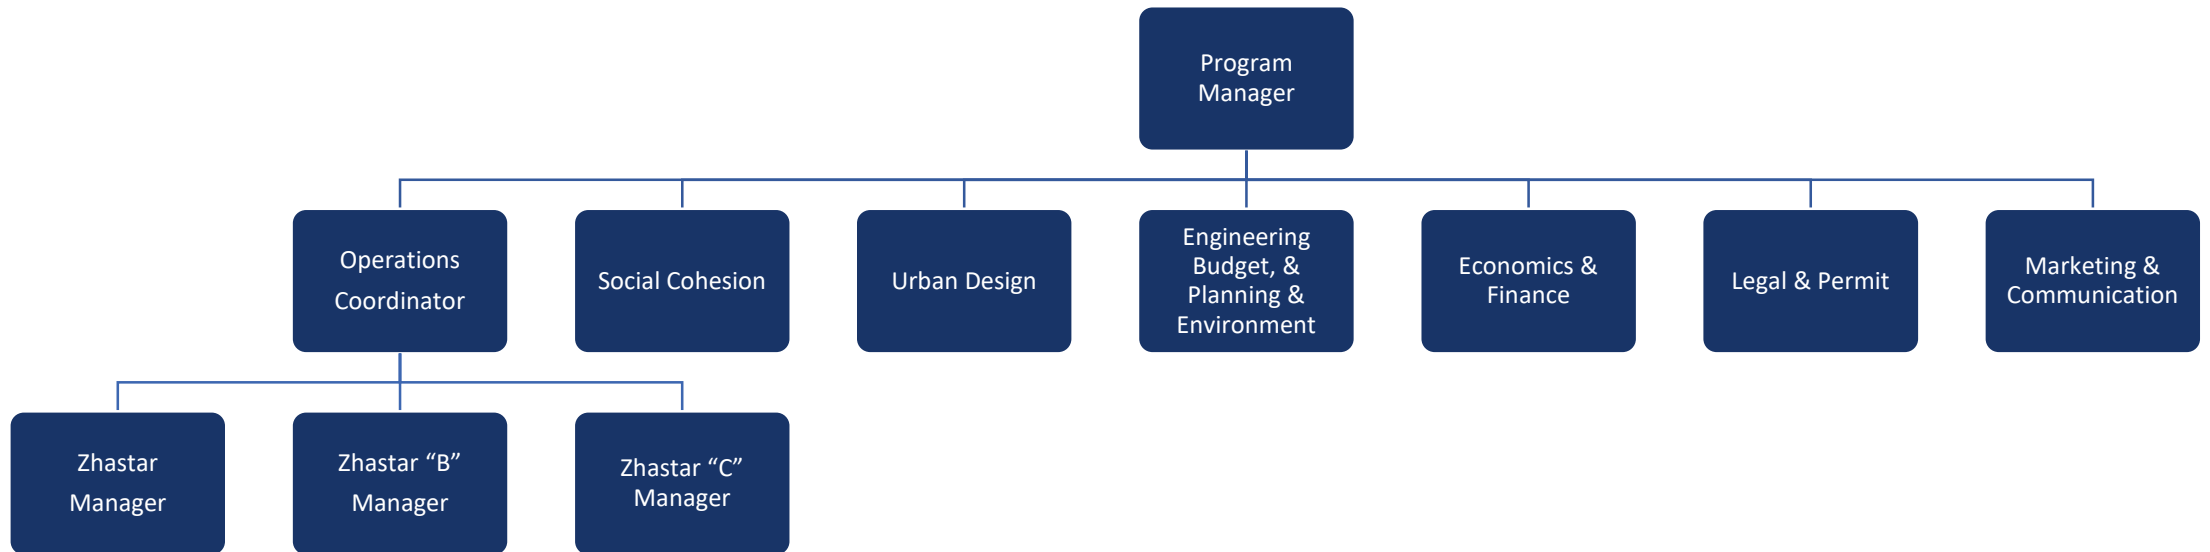 Program
Manager
Operations
Coordinator
Social Cohesion
Urban Design
Engineering
Budget, &
Planning &
Environment
Economics &
Finance
Legal & Permit
Marketing &
Communication
Zhastar
Manager
Zhastar “B”
Manager
Zhastar “C”
Manager